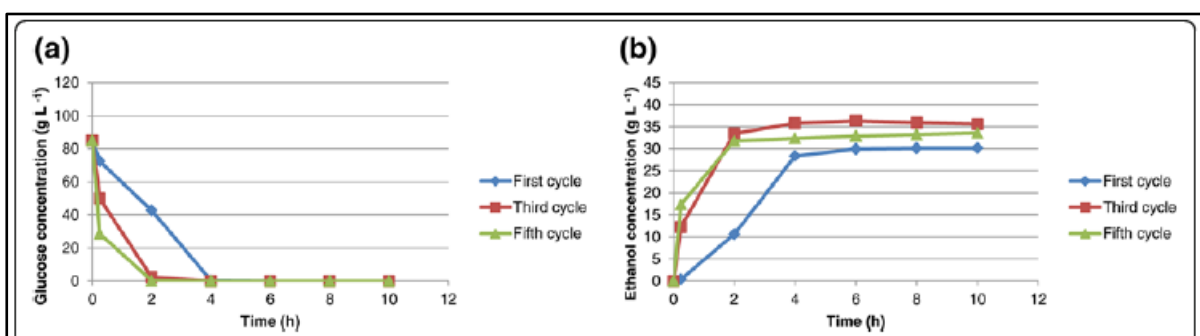 (a)
Glucose concentration (g L -1)
120
100
80
60
40
20
0
0 2 4 6 8 10 12
Time (h)
First cycle
Third cycle
Fifth cycle
(b)
Ethanol concentration (g L -1)
45
40
35
30
25
20
15
10
5
0
0 2 4 6 8 10 12
Time (h)
First cycle
Third cycle
Fifth cycle